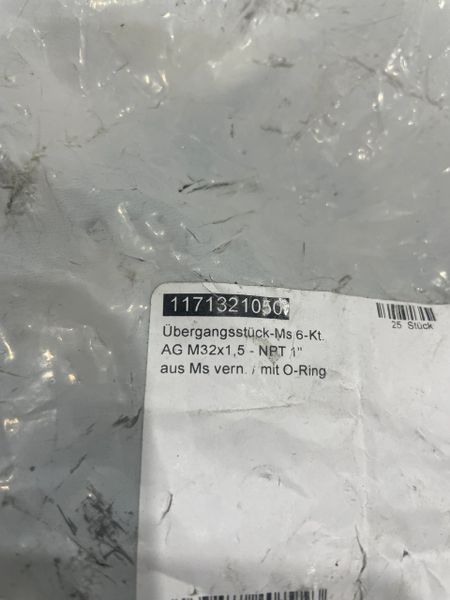 1171321050
25 Stück
Übergangsstück-Ms 6-Kt.
AG M32x1,5 - NPT 1"
aus Ms vern. / mit O-Ring